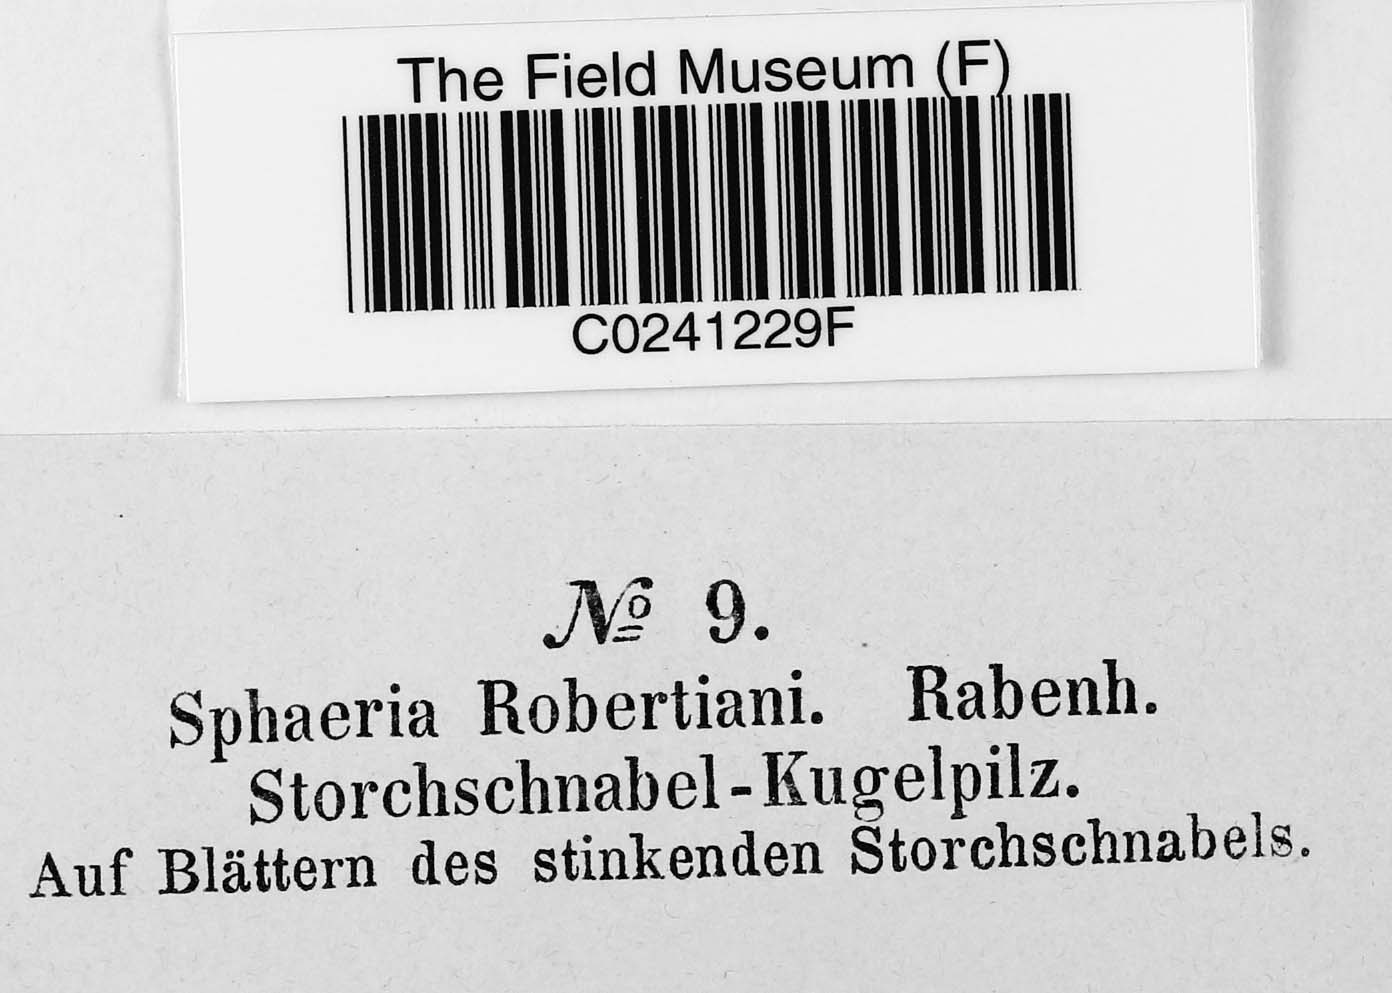 The Field Museum (F)
C0241229F
№ 9.
Sphaeria Robertiani. Rabenh.
Storchschnabel-Kugelpilz.
Auf Blättern des stinkenden Storchschnabels.